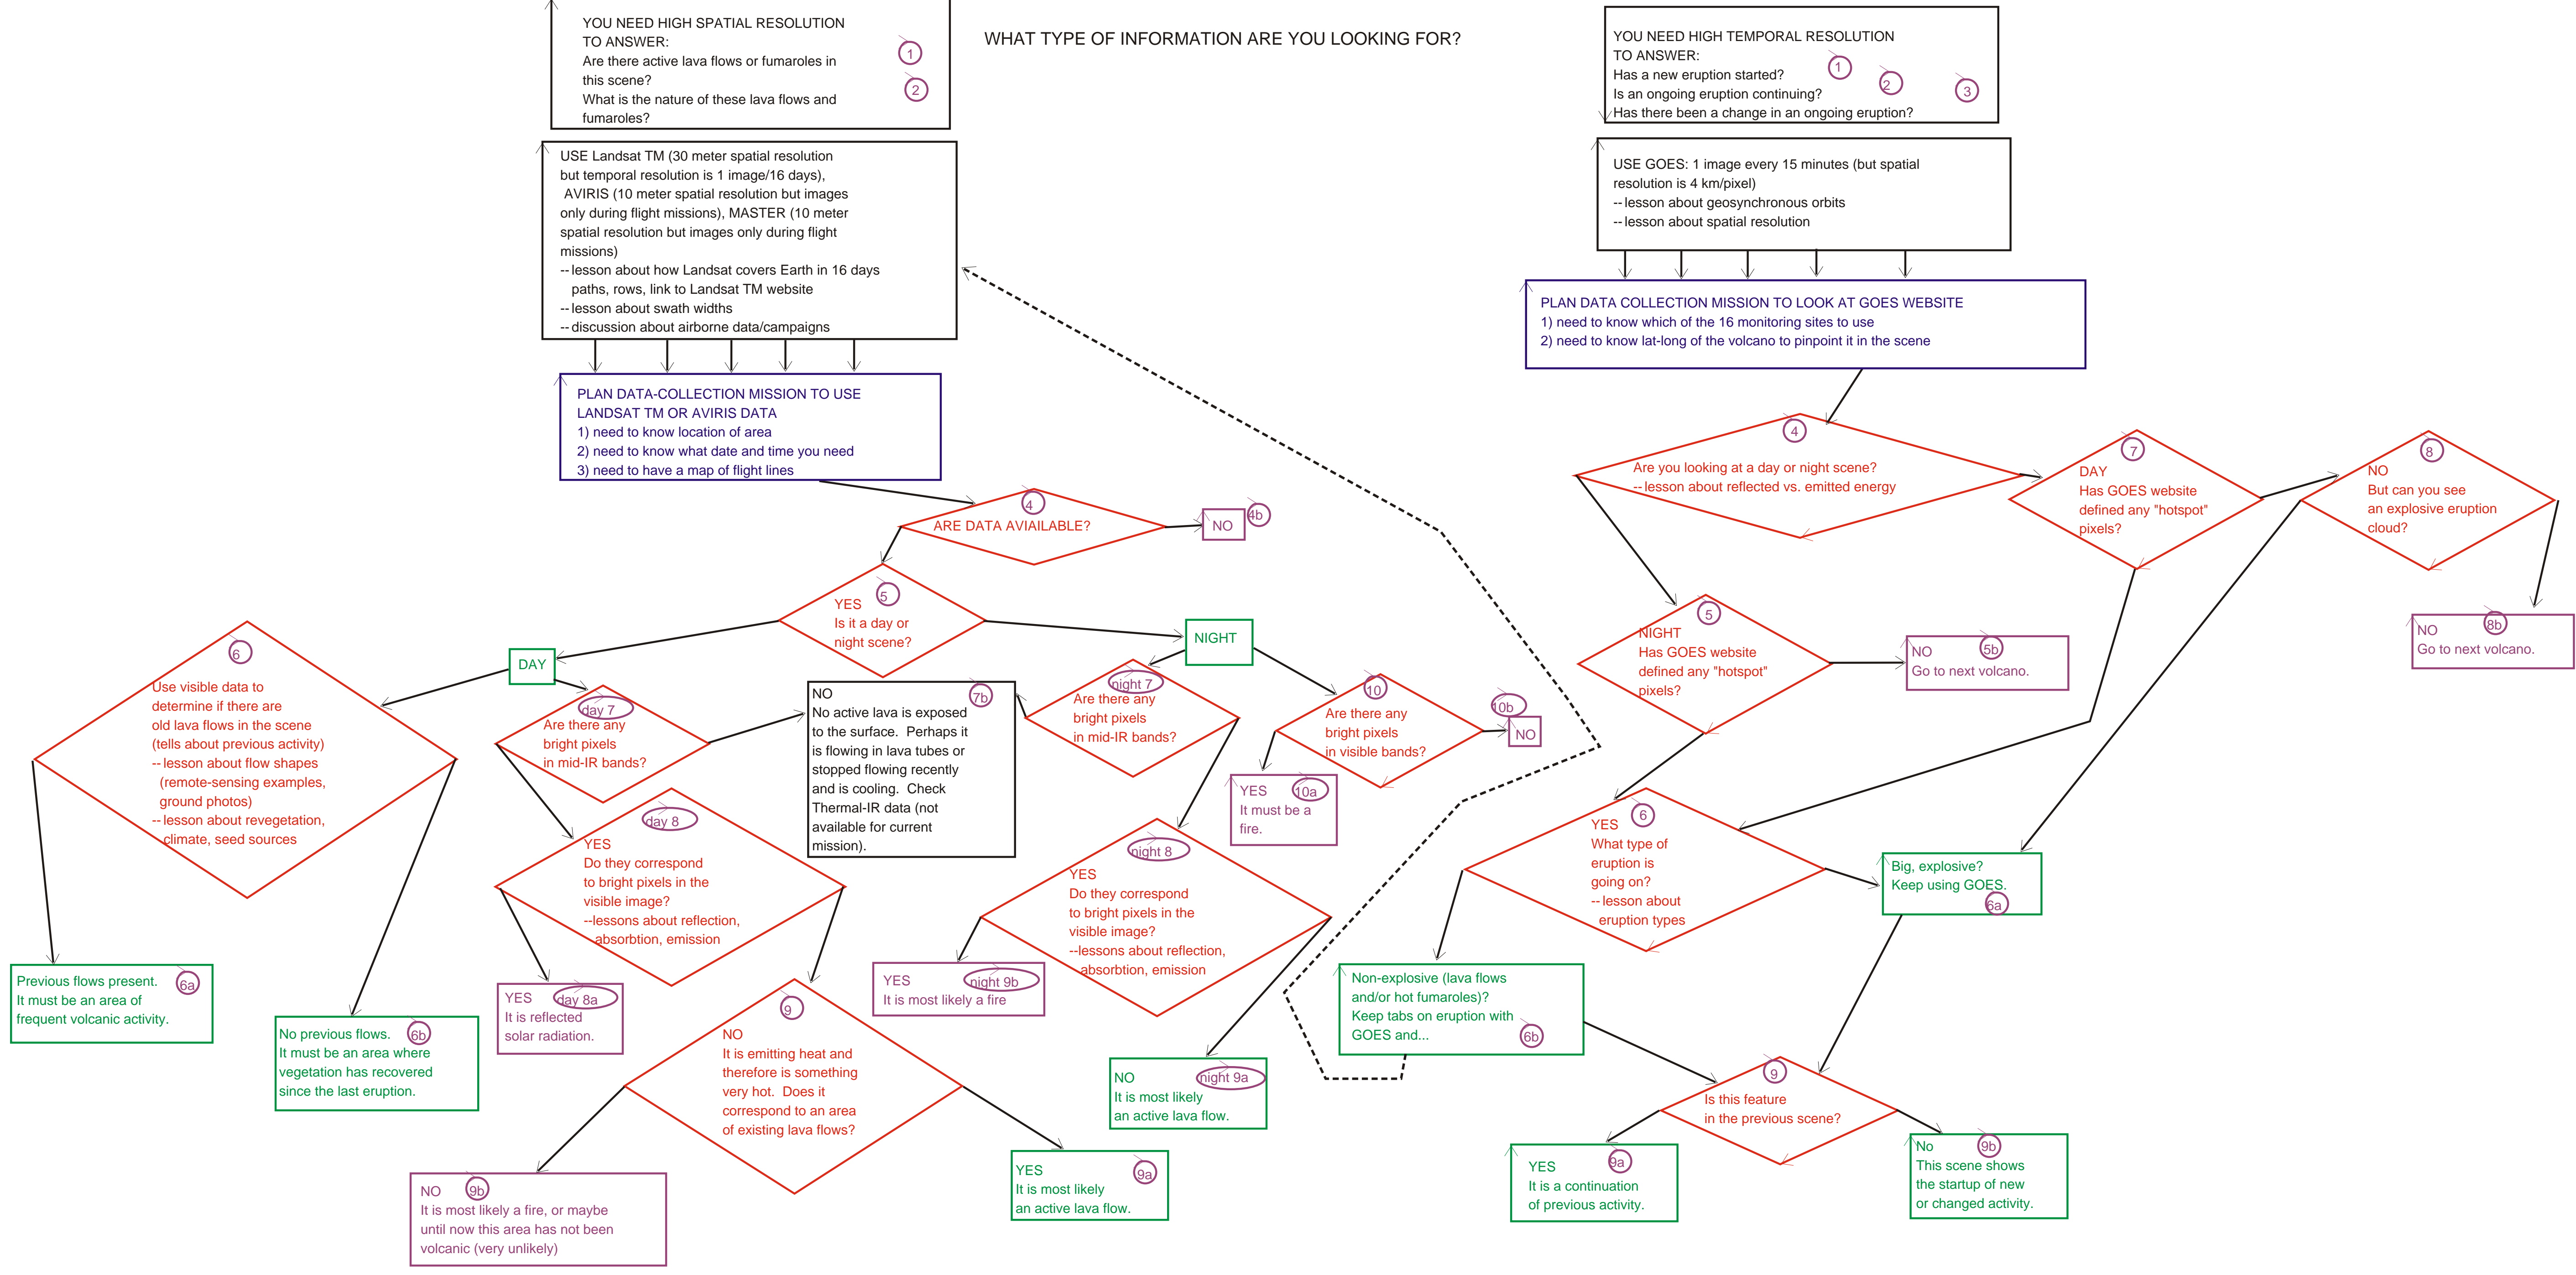 WHAT TYPE OF INFORMATION ARE YOU LOOKING FOR?
YOU NEED HIGH SPATIAL RESOLUTION
TO ANSWER:
Are there active lava flows or fumaroles in
this scene?
What is the nature of these lava flows and
fumaroles?
1
2
USE Landsat TM (30 meter spatial resolution
but temporal resolution is 1 image/16 days),
AVIRIS (10 meter spatial resolution but images
only during flight missions), MASTER (10 meter
spatial resolution but images only during flight
missions)
-- lesson about how Landsat covers Earth in 16 days
paths, rows, link to Landsat TM website
-- lesson about swath widths
-- discussion about airborne data/campaigns
PLAN DATA-COLLECTION MISSION TO USE
LANDSAT TM OR AVIRIS DATA
1) need to know location of area
2) need to know what date and time you need
3) need to have a map of flight lines
4
ARE DATA AVIAILABLE?
NO
4b
5
YES
Is it a day or
night scene?
DAY
NIGHT
6
Use visible data to
determine if there are
old lava flows in the scene
(tells about previous activity)
-- lesson about flow shapes
(remote-sensing examples,
ground photos)
-- lesson about revegetation,
climate, seed sources
Previous flows present.
It must be an area of
frequent volcanic activity.
6a
No previous flows.
It must be an area where
vegetation has recovered
since the last eruption.
6b
day 7
Are there any
bright pixels
in mid-IR bands?
NO
No active lava is exposed
to the surface. Perhaps it
is flowing in lava tubes or
stopped flowing recently
and is cooling. Check
Thermal-IR data (not
available for current
mission).
7b
day 8
YES
Do they correspond
to bright pixels in the
visible image?
--lessons about reflection,
absorbtion, emission
YES
It is reflected
solar radiation.
day 8a
9
NO
It is emitting heat and
therefore is something
very hot. Does it
correspond to an area
of existing lava flows?
NO
It is most likely a fire, or maybe
until now this area has not been
volcanic (very unlikely)
9b
YES
It is most likely
an active lava flow.
9a
night 7
Are there any
bright pixels
in mid-IR bands?
night 8
YES
Do they correspond
to bright pixels in the
visible image?
--lessons about reflection,
absorbtion, emission
YES
It is most likely a fire
night 9b
NO
It is most likely
an active lava flow.
night 9a
10
Are there any
bright pixels
in visible bands?
10b
NO
YES
It must be a
fire.
10a
YOU NEED HIGH TEMPORAL RESOLUTION
TO ANSWER:
Has a new eruption started?
Is an ongoing eruption continuing?
Has there been a change in an ongoing eruption?
1
2
3
USE GOES: 1 image every 15 minutes (but spatial
resolution is 4 km/pixel)
-- lesson about geosynchronous orbits
-- lesson about spatial resolution
PLAN DATA COLLECTION MISSION TO LOOK AT GOES WEBSITE
1) need to know which of the 16 monitoring sites to use
2) need to know lat-long of the volcano to pinpoint it in the scene
4
Are you looking at a day or night scene?
-- lesson about reflected vs. emitted energy
7
DAY
Has GOES website
defined any "hotspot"
pixels?
8
NO
But can you see
an explosive eruption
cloud?
NO
Go to next volcano.
8b
5
NIGHT
Has GOES website
defined any "hotspot"
pixels?
NO
Go to next volcano.
5b
6
YES
What type of
eruption is
going on?
-- lesson about
eruption types
Big, explosive?
Keep using GOES.
6a
Non-explosive (lava flows
and/or hot fumaroles)?
Keep tabs on eruption with
GOES and...
6b
9
Is this feature
in the previous scene?
YES
It is a continuation
of previous activity.
9a
No
This scene shows
the startup of new
or changed activity.
9b